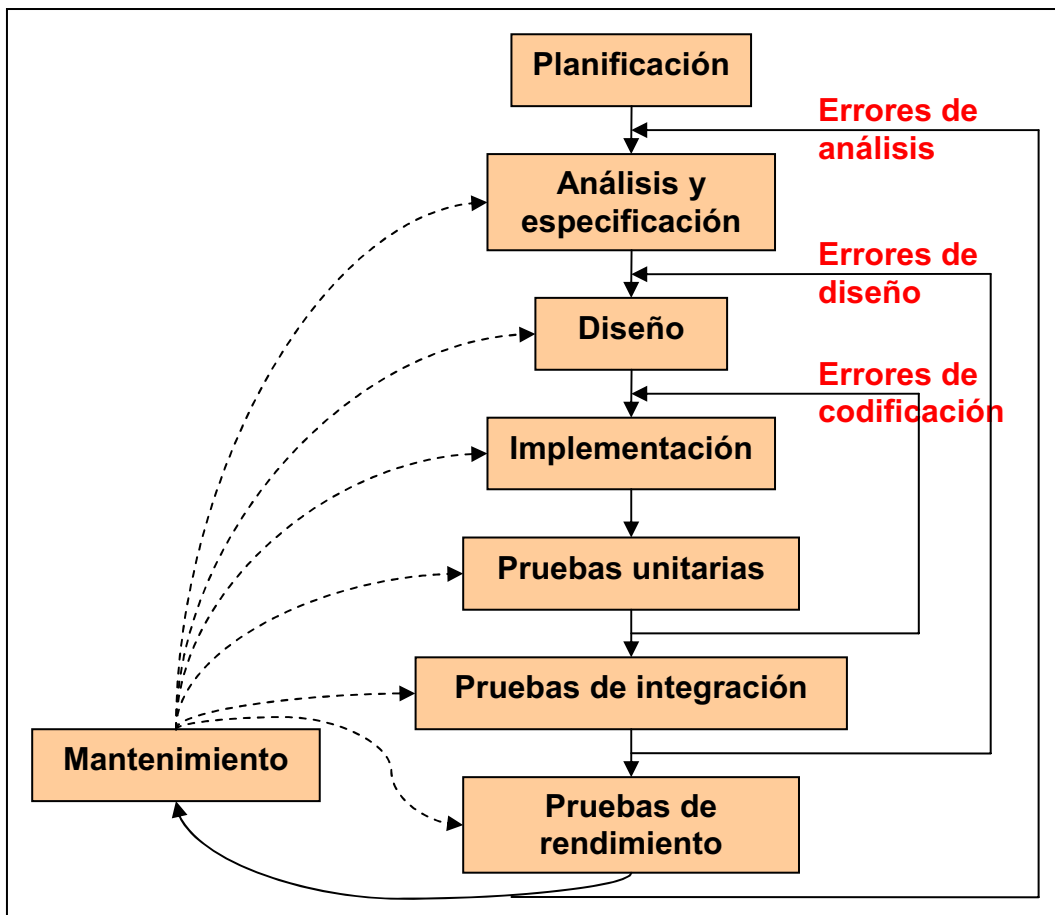 Planificación
Errores de
análisis
Análisis y
especificación
Errores de
diseño
Diseño
Errores de
codificación
Implementación
Pruebas unitarias
Pruebas de integración
Mantenimiento
Pruebas de
rendimiento